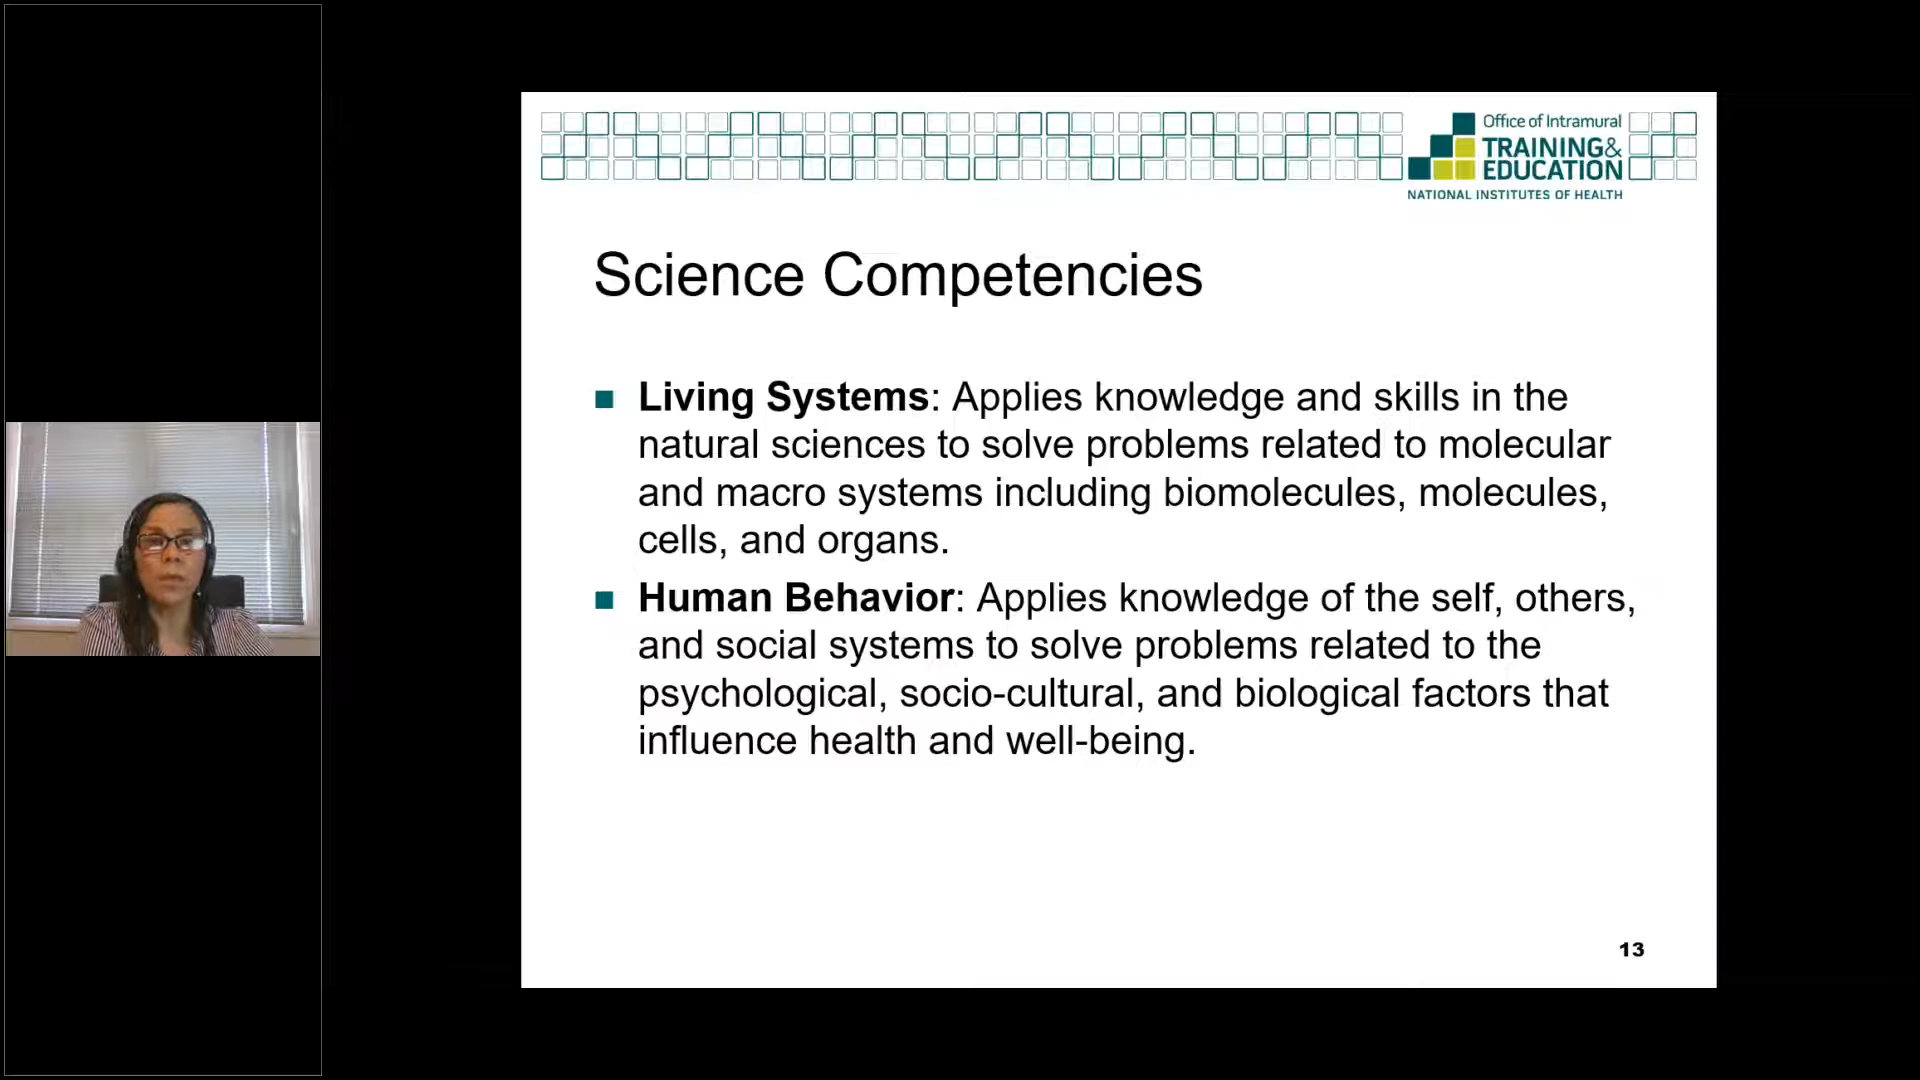 Office of Intramural
TRAINING&
EDUCATION
NATIONAL INSTITUTES OF HEALTH
Science Competencies
Living Systems: Applies knowledge and skills in the
natural sciences to solve problems related to molecular
and macro systems including biomolecules, molecules,
cells, and organs.
Human Behavior: Applies knowledge of the self, others,
and social systems to solve problems related to the
psychological, socio-cultural, and biological factors that
influence health and well-being.
13